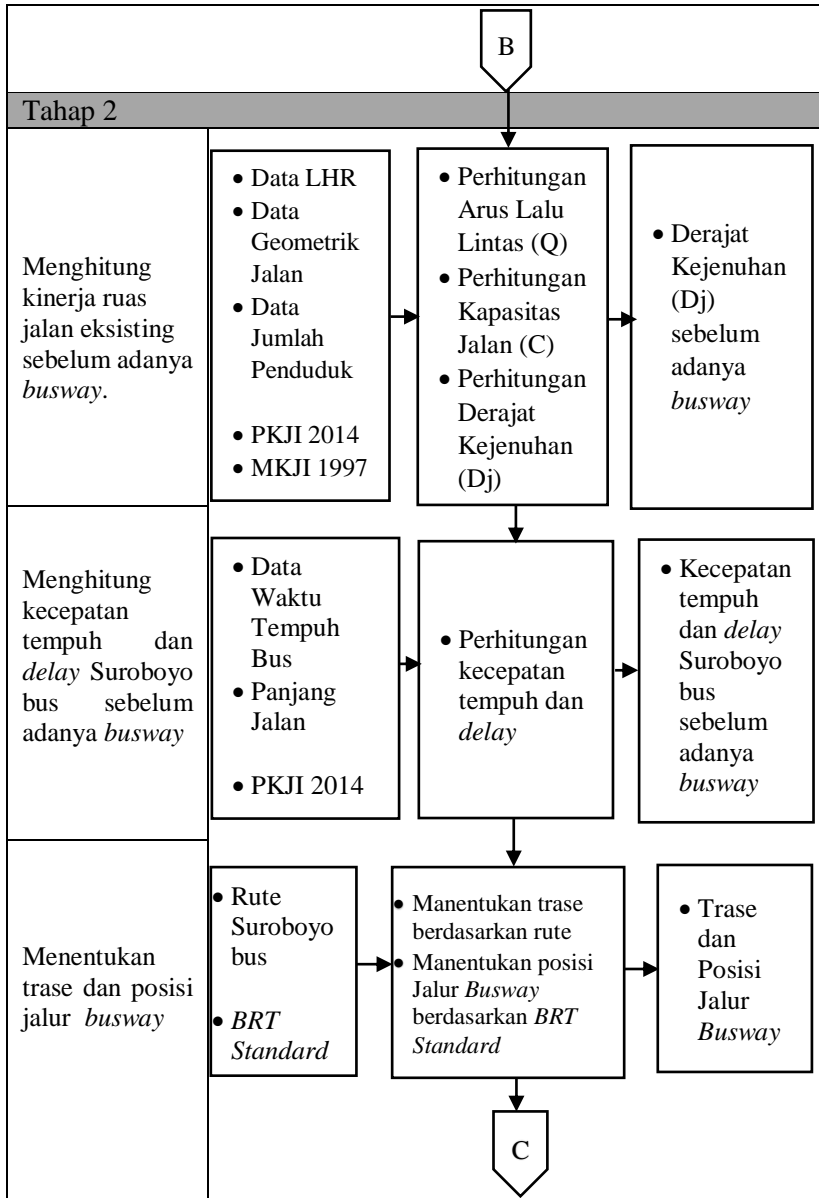 B
Tahap 2
Menghitung
kinerja ruas
jalan eksisting
sebelum adanya
busway.
• Data LHR
• Data
Geometrik
Jalan
• Data
Jumlah
Penduduk
• PKJI 2014
• MKJI 1997
• Perhitungan
Arus Lalu
Lintas (Q)
• Perhitungan
Kapasitas
Jalan (C)
• Perhitungan
Derajat
Kejenuhan
(Dj)
• Derajat
Kejenuhan
(Dj)
sebelum
adanya
busway
Menghitung
kecepatan
tempuh dan
delay Suroboyo
bus sebelum
adanya busway
• Data
Waktu
Tempuh
Bus
• Panjang
Jalan
• PKJI 2014
• Perhitungan
kecepatan
tempuh dan
delay
• Kecepatan
tempuh
dan delay
Suroboyo
bus
sebelum
adanya
busway
Menentukan
trase dan posisi
jalur busway
• Rute
Suroboyo
bus
• BRT
Standard
• Manentukan trase
berdasarkan rute
• Manentukan posisi
Jalur Busway
berdasarkan BRT
Standard
• Trase
dan
Posisi
Jalur
Busway
C